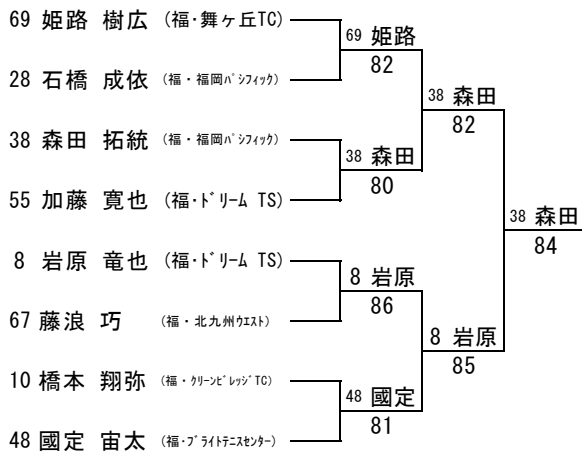 69 姫路 樹広 (福・舞ヶ丘TC)
69 姫路
82
28 石橋 成依 (福・福岡ﾊﾟｼﾌｨｯｸ)
38 森田
82
38 森田 拓統 (福・福岡ﾊﾟｼﾌｨｯｸ)
38 森田
80
55 加藤 寛也 (福・ﾄﾞﾘｰﾑ TS)
38 森田
84
8 岩原 竜也 (福・ﾄﾞﾘｰﾑ TS)
8 岩原
86
67 藤浪 巧 (福・北九州ｳｴｽﾄ)
8 岩原
85
10 橋本 翔弥 (福・ｸﾘｰﾝﾋﾞﾚｯｼﾞTC)
48 國定
81
48 國定 宙太 (福・ﾌﾞﾗｲﾄﾃﾆｽｾﾝﾀｰ)